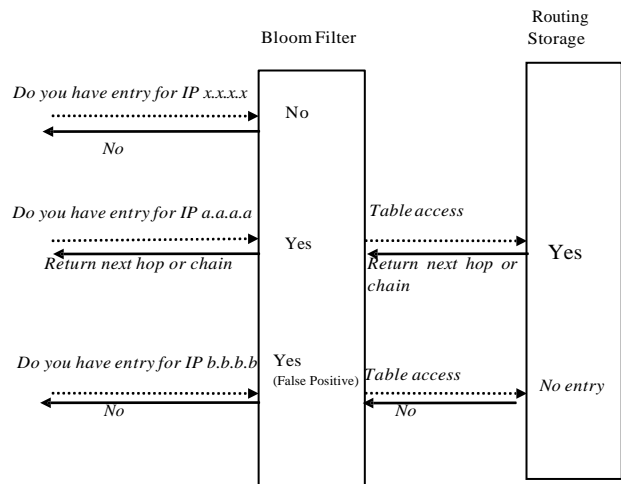 Routing
Storage
Bloom Filter
Do you have entry for IP x.x.x.x
No
No
Do you have entry for IP a.a.a.a
Table access
Yes
Yes
Return next hop or chain
Return next hop or
chain
Do you have entry for IP b.b.b.b
Yes
(False Positive)
Table access
No entry
No
No